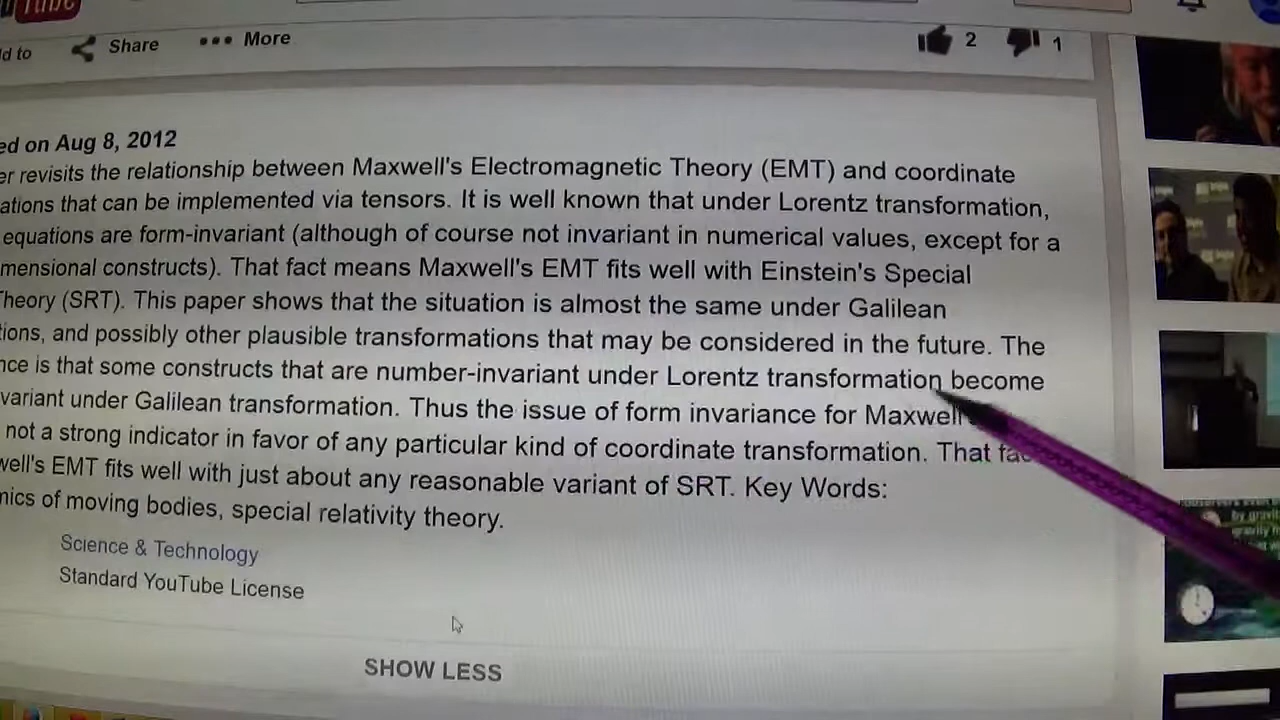 Tube
d to Share ••• More 2 1
ed on Aug 8, 2012
er revisits the relationship between Maxwell's Electromagnetic Theory (EMT) and coordinate
ations that can be implemented via tensors. It is well known that under Lorentz transformation,
equations are form-invariant (although of course not invariant in numerical values, except for a
mensional constructs). That fact means Maxwell's EMT fits well with Einstein's Special
Theory (SRT). This paper shows that the situation is almost the same under Galilean
tions, and possibly other plausible transformations that may be considered in the future. The
nce is that some constructs that are number-invariant under Lorentz transformation become
variant under Galilean transformation. Thus the issue of form invariance for Maxwell
not a strong indicator in favor of any particular kind of coordinate transformation. That fac
well's EMT fits well with just about any reasonable variant of SRT. Key Words:
mics of moving bodies, special relativity theory.
Science & Technology
Standard YouTube License
SHOW LESS